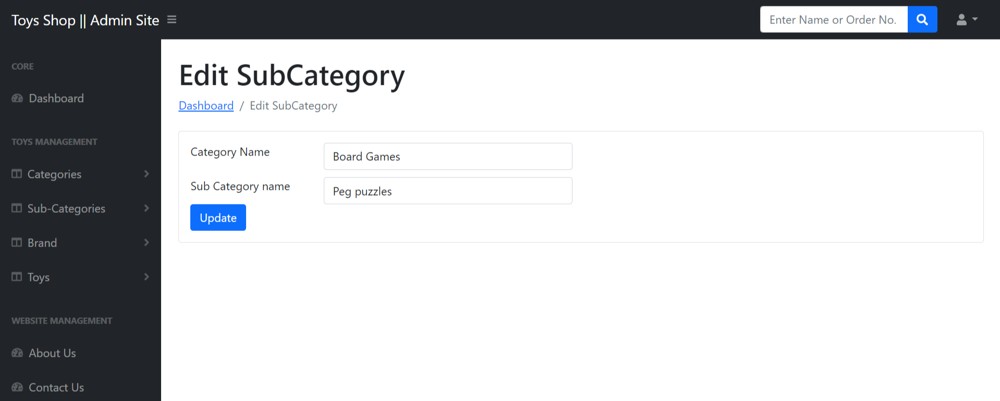 Toys Shop || Admin Site
Enter Name or Order No.
CORE
Dashboard
TOYS MANAGEMENT
Categories
Sub-Categories
Brand
Toys
WEBSITE MANAGEMENT
About Us
Contact Us
Edit SubCategory
Dashboard / Edit SubCategory
Category Name
Board Games
Sub Category name
Peg puzzles
Update